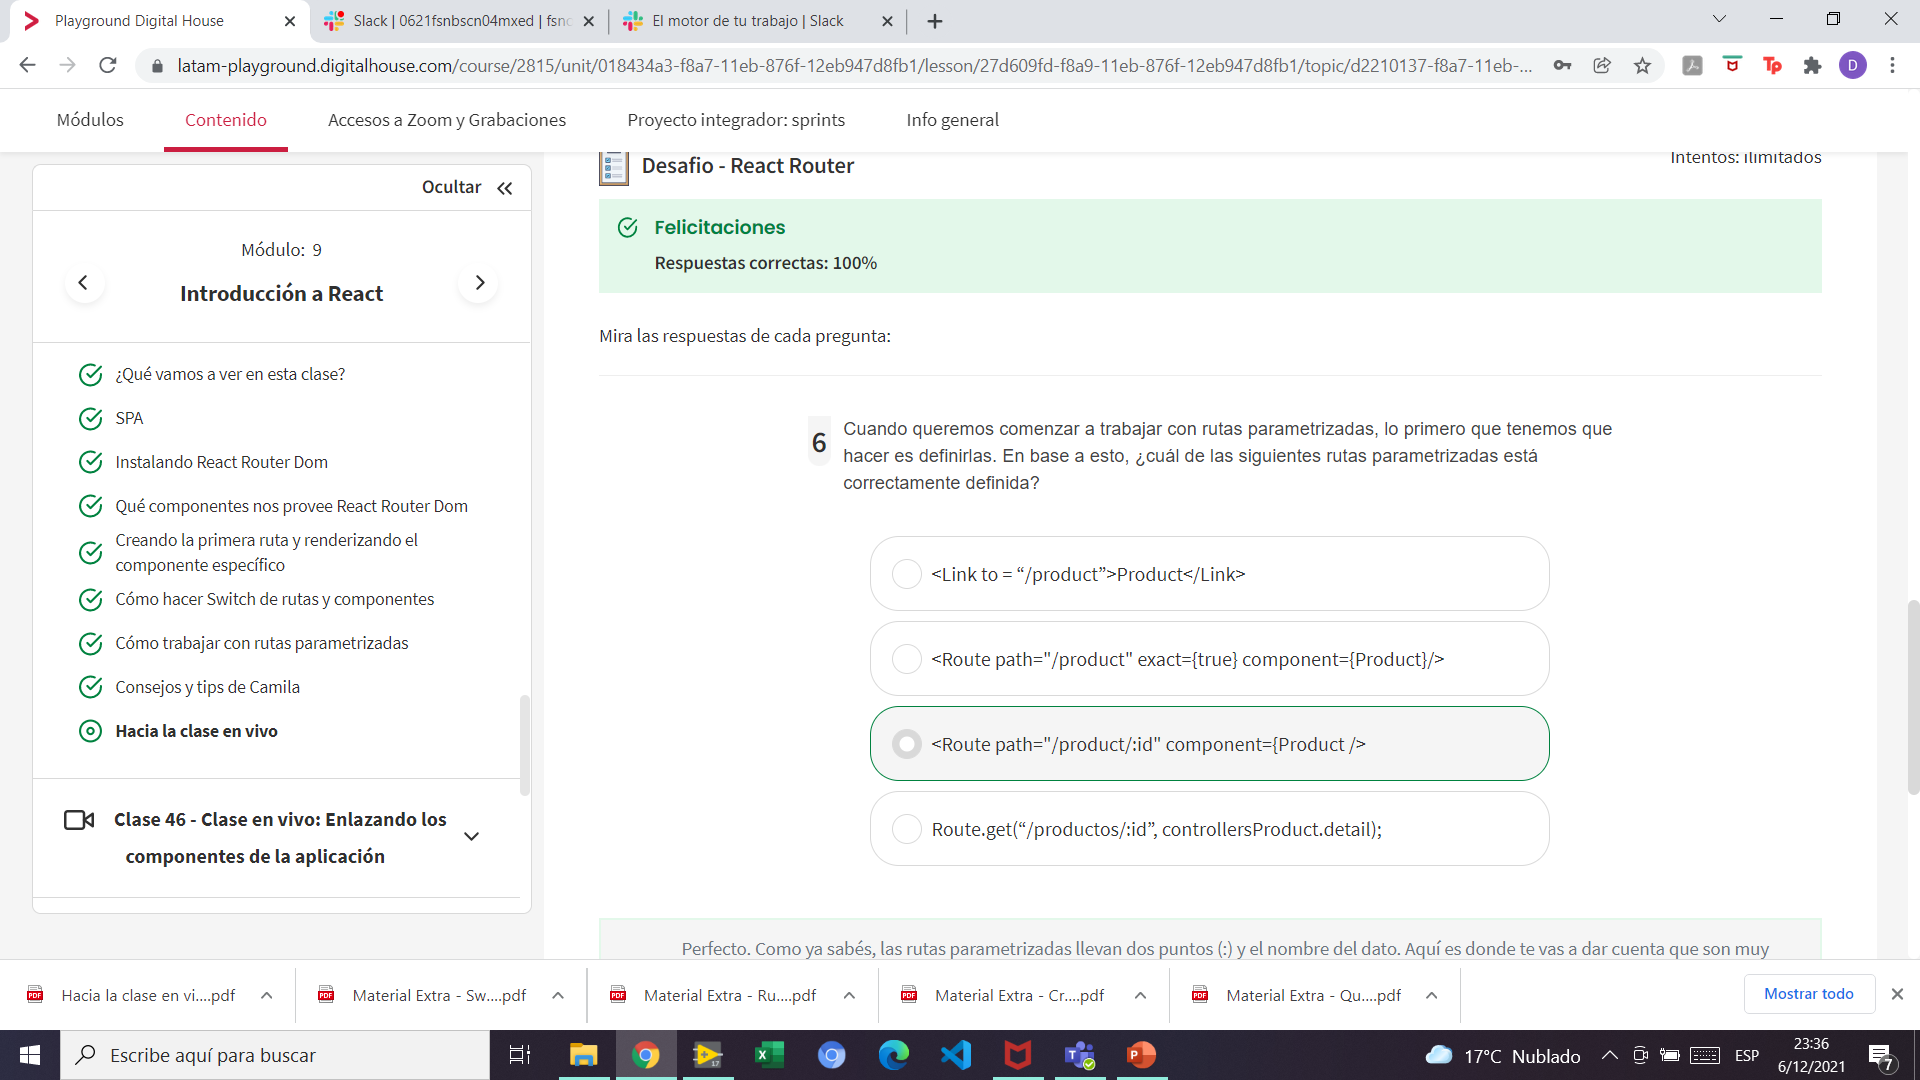 Playground Digital House
Slack | 0621fsnbscn04mxed | fsnc
El motor de tu trabajo | Slack
latam-playground.digitalhouse.com/course/2815/unit/018434a3-f8a7-11eb-876f-12eb947d8fb1/lesson/27d609fd-f8a9-11eb-876f-12eb947d8fb1/topic/d2210137-f8a7-11eb-...
D
Módulos
Contenido
Accesos a Zoom y Grabaciones
Proyecto integrador: sprints
Info general
Ocultar
Módulo: 9
Introducción a React
¿Qué vamos a ver en esta clase?
SPA
Instalando React Router Dom
Qué componentes nos provee React Router Dom
Creando la primera ruta y renderizando el
componente específico
Cómo hacer Switch de rutas y componentes
Cómo trabajar con rutas parametrizadas
Consejos y tips de Camila
Hacia la clase en vivo
Clase 46 - Clase en vivo: Enlazando los
componentes de la aplicación
Desafio - React Router
Intentos: ilimitados
Felicitaciones
Respuestas correctas: 100%
Mira las respuestas de cada pregunta:
6
Cuando queremos comenzar a trabajar con rutas parametrizadas, lo primero que tenemos que
hacer es definirlas. En base a esto, ¿cuál de las siguientes rutas parametrizadas está
correctamente definida?
<Link to = “/product”>Product</Link>
<Route path="/product" exact={true} component={Product}/>
<Route path="/product/:id" component={Product />
Route.get(“/productos/:id”, controllersProduct.detail);
Perfecto. Como ya sabés, las rutas parametrizadas llevan dos puntos (:) y el nombre del dato. Aquí es donde te vas a dar cuenta que son muy
Hacia la clase en vi....pdf
Material Extra - Sw....pdf
Material Extra - Ru....pdf
Material Extra - Cr....pdf
Material Extra - Qu....pdf
Mostrar todo
Escribe aquí para buscar
17°C Nublado
ESP
23:36
6/12/2021
7